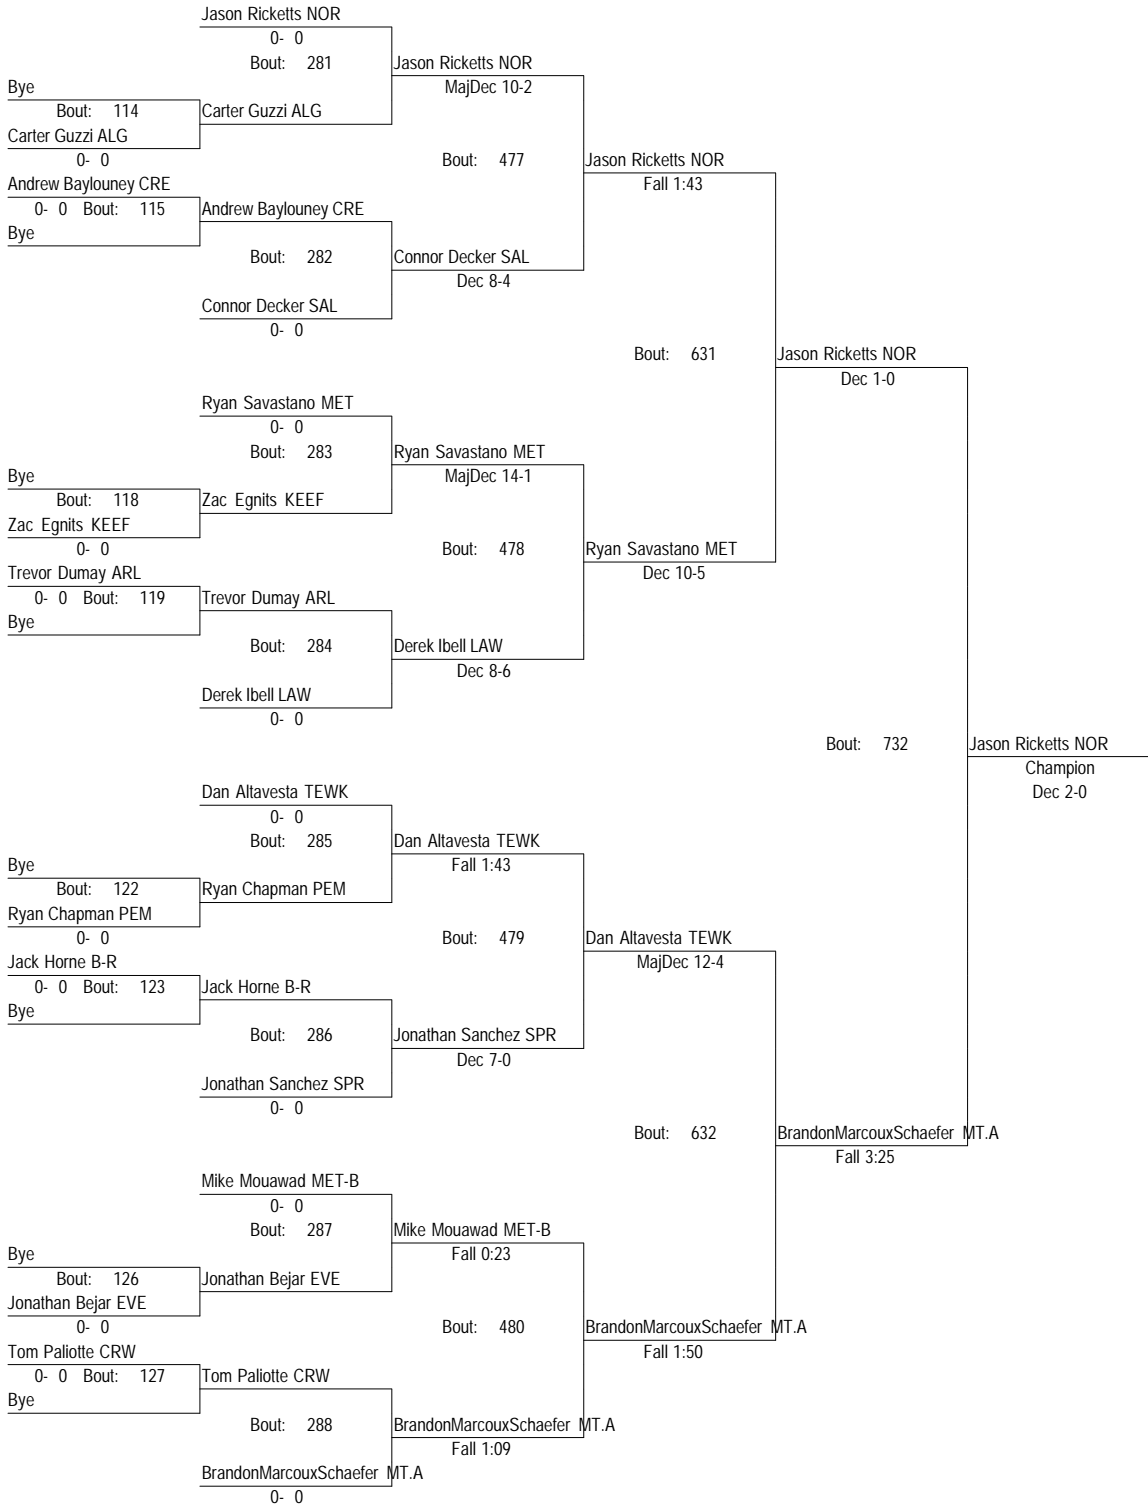 Jason Ricketts NOR
0- 0
Bout: 281
Jason Ricketts NOR
MajDec 10-2
Bye
Bout: 114
Carter Guzzi ALG
Carter Guzzi ALG
0- 0
Bout: 477
Jason Ricketts NOR
Fall 1:43
Andrew Baylouney CRE
0- 0 Bout: 115
Andrew Baylouney CRE
Bye
Bout: 282
Connor Decker SAL
Dec 8-4
Connor Decker SAL
0- 0
Bout: 631
Jason Ricketts NOR
Dec 1-0
Ryan Savastano MET
0- 0
Bout: 283
Ryan Savastano MET
MajDec 14-1
Bye
Bout: 118
Zac Egnits KEEF
Zac Egnits KEEF
0- 0
Bout: 478
Ryan Savastano MET
Dec 10-5
Trevor Dumay ARL
0- 0 Bout: 119
Trevor Dumay ARL
Bye
Bout: 284
Derek Ibell LAW
Dec 8-6
Derek Ibell LAW
0- 0
Bout: 732
Jason Ricketts NOR
Champion
Dec 2-0
Dan Altavesta TEWK
0- 0
Bout: 285
Dan Altavesta TEWK
Fall 1:43
Bye
Bout: 122
Ryan Chapman PEM
Ryan Chapman PEM
0- 0
Bout: 479
Dan Altavesta TEWK
MajDec 12-4
Jack Horne B-R
0- 0 Bout: 123
Jack Horne B-R
Bye
Bout: 286
Jonathan Sanchez SPR
Dec 7-0
Jonathan Sanchez SPR
0- 0
Bout: 632
BrandonMarcouxSchaefer MT.A
Fall 3:25
Mike Mouawad MET-B
0- 0
Bout: 287
Mike Mouawad MET-B
Fall 0:23
Bye
Bout: 126
Jonathan Bejar EVE
Jonathan Bejar EVE
0- 0
Bout: 480
BrandonMarcouxSchaefer MT.A
Fall 1:50
Tom Paliotte CRW
0- 0 Bout: 127
Tom Paliotte CRW
Bye
Bout: 288
BrandonMarcouxSchaefer MT.A
Fall 1:09
BrandonMarcouxSchaefer MT.A
0- 0